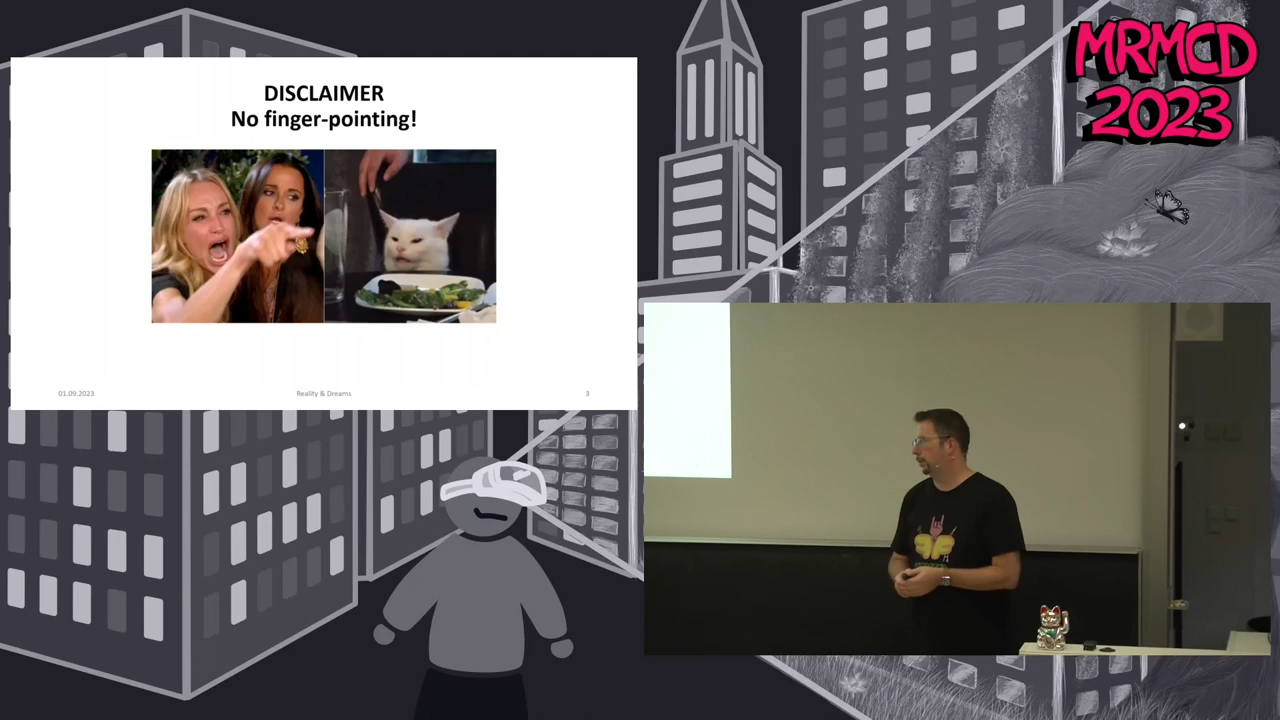 DISCLAIMER
No finger-pointing!
01.09.2023
Reality & Dreams
3
MRMCD
2023